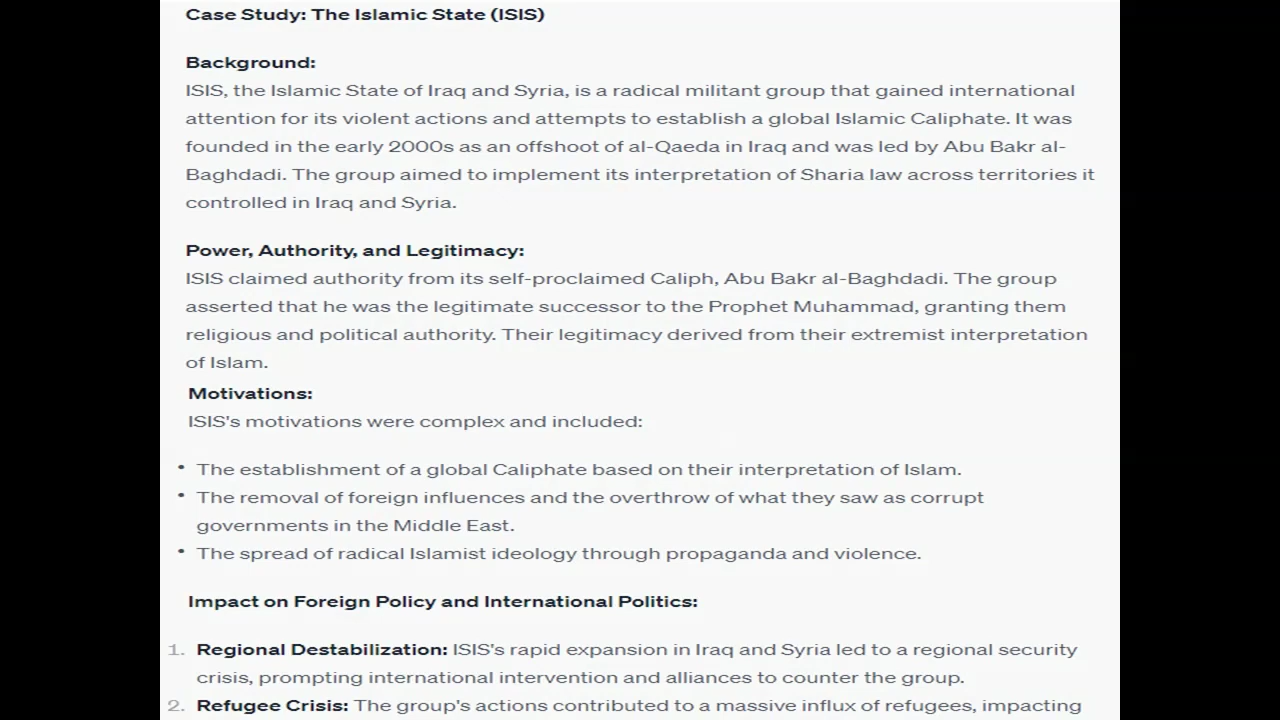 Case Study: The Islamic State (ISIS)
Background:
ISIS, the Islamic State of Iraq and Syria, is a radical militant group that gained international
attention for its violent actions and attempts to establish a global Islamic Caliphate. It was
founded in the early 2000s as an offshoot of al-Qaeda in Iraq and was led by Abu Bakr al-
Baghdadi. The group aimed to implement its interpretation of Sharia law across territories it
controlled in Iraq and Syria.
Power, Authority, and Legitimacy:
ISIS claimed authority from its self-proclaimed Caliph, Abu Bakr al-Baghdadi. The group
asserted that he was the legitimate successor to the Prophet Muhammad, granting them
religious and political authority. Their legitimacy derived from their extremist interpretation
of Islam.
Motivations:
ISIS's motivations were complex and included:
• The establishment of a global Caliphate based on their interpretation of Islam.
• The removal of foreign influences and the overthrow of what they saw as corrupt
governments in the Middle East.
• The spread of radical Islamist ideology through propaganda and violence.
Impact on Foreign Policy and International Politics:
1. Regional Destabilization: ISIS's rapid expansion in Iraq and Syria led to a regional security
crisis, prompting international intervention and alliances to counter the group.
2. Refugee Crisis: The group's actions contributed to a massive influx of refugees, impacting